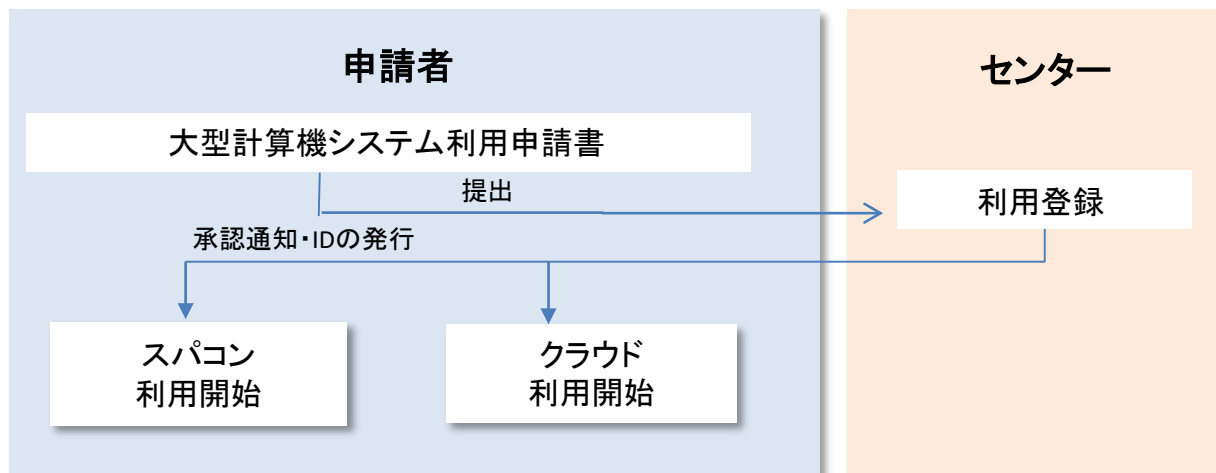 申請者
センター
大型計算機システム利用申請書
提出
利用登録
承認通知・IDの発行
スパコン
利用開始
クラウド
利用開始